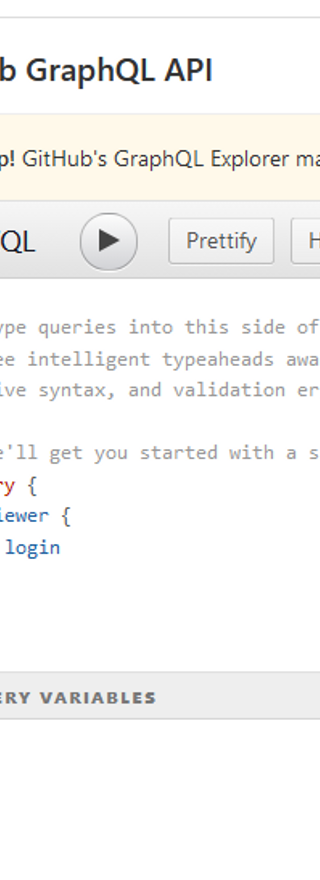 b GraphQL API
p! GitHub's GraphQL Explorer ma
QL Prettify H
ype queries into this side of
ee intelligent typeaheads awa
ive syntax, and validation er
e'll get you started with a s
ry {
iewer {
login
ERY VARIABLES